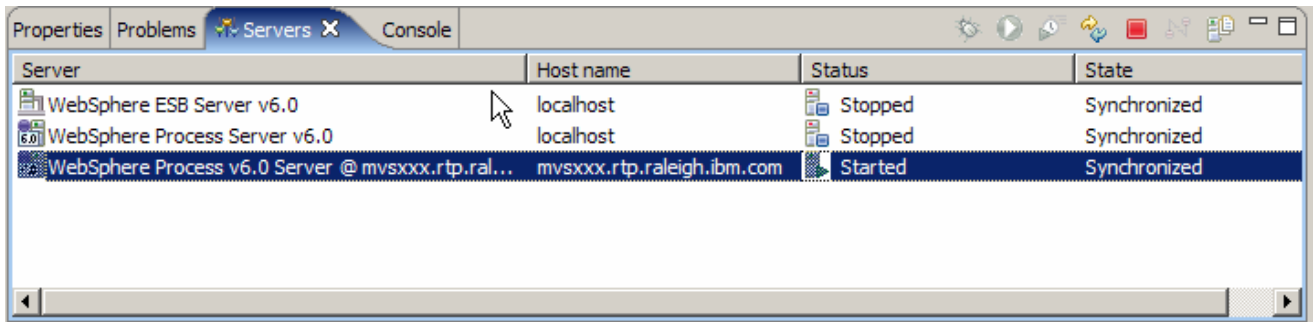 Properties Problems Servers Console
Server Host name Status State
WebSphere ESB Server v6.0 localhost Stopped Synchronized
6.0 WebSphere Process Server v6.0 localhost Stopped Synchronized
WebSphere Process v6.0 Server @ mvsxxx.rtp.ral... mvsxxx.rtp.raleigh.ibm.com Started Synchronized